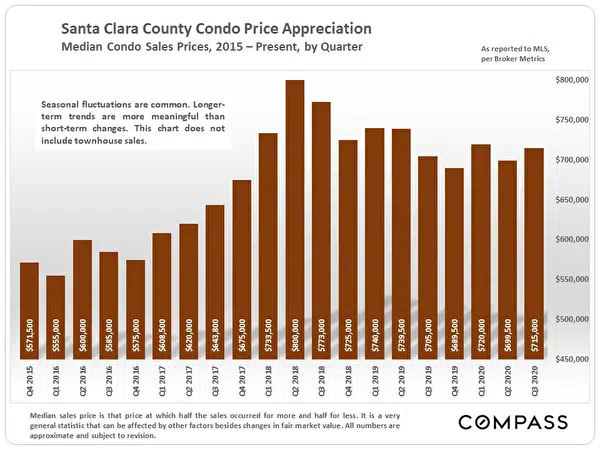 Santa Clara County Condo Price Appreciation
Median Condo Sales Prices, 2015 – Present, by Quarter
As reported to MLS,
per Broker Metrics
Seasonal fluctuations are common. Longer-
term trends are more meaningful than
short-term changes. This chart does not
include townhouse sales.
$800,000
$750,000
$700,000
$650,000
$600,000
$550,000
$500,000
$450,000
$571,500
$555,000
$600,000
$585,000
$575,000
$608,500
$620,000
$643,800
$675,000
$733,500
$800,000
$773,000
$725,000
$740,000
$739,500
$705,000
$689,500
$720,000
$699,500
$715,000
Q4 2015
Q1 2016
Q2 2016
Q3 2016
Q4 2016
Q1 2017
Q2 2017
Q3 2017
Q4 2017
Q1 2018
Q2 2018
Q3 2018
Q4 2018
Q1 2019
Q2 2019
Q3 2019
Q4 2019
Q1 2020
Q2 2020
Q3 2020
Median sales price is that price at which half the sales occurred for more and half for less. It is a very
general statistic that can be affected by other factors besides changes in fair market value. All numbers are
approximate and subject to revision.
COMPASS